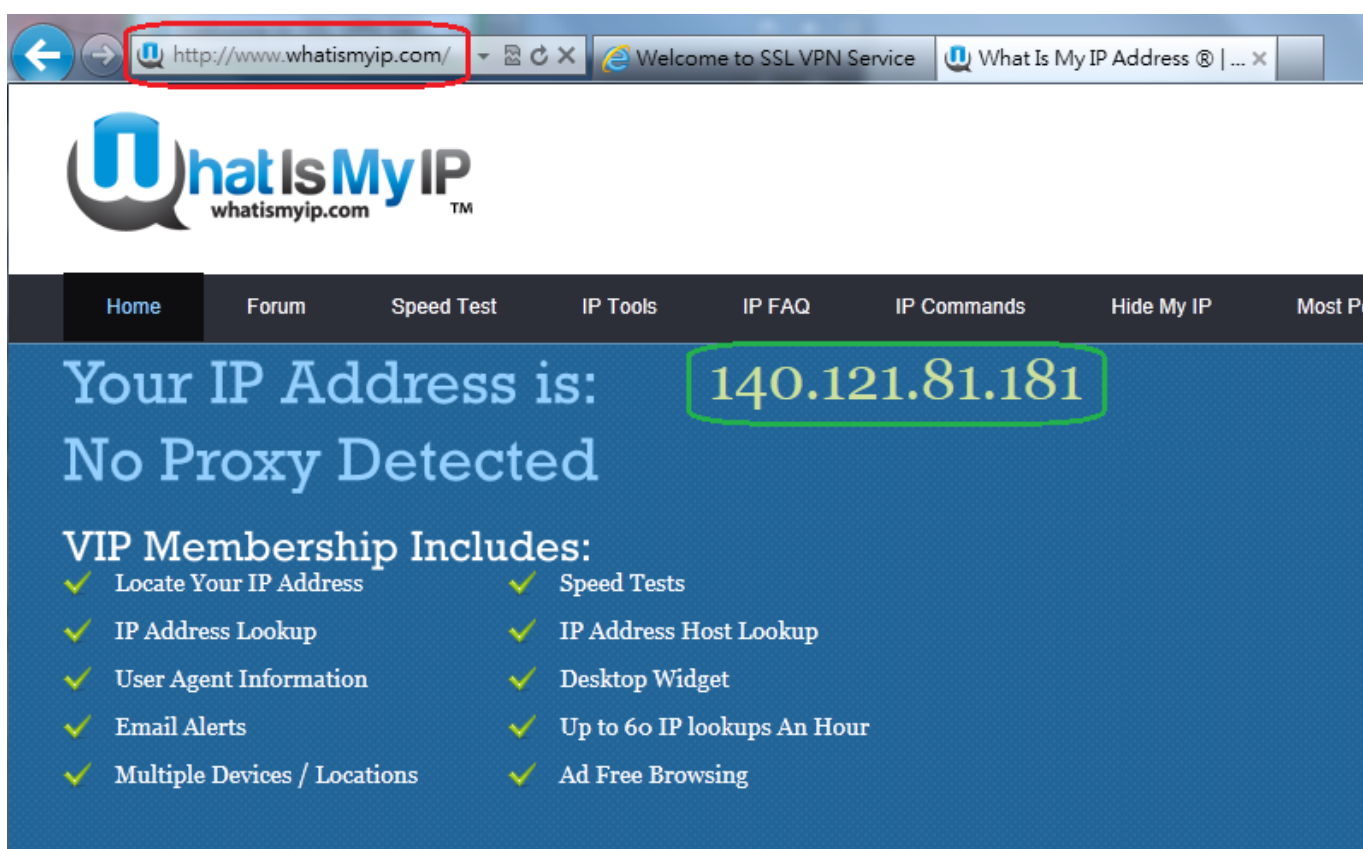 http://www.whatismyip.com/ Welcome to SSL VPN Service What Is My IP Address ® | ...
WhatIsMyIP
whatismyip.com TM
Home Forum Speed Test IP Tools IP FAQ IP Commands Hide My IP Most
Your IP Address is: 140.121.81.181
No Proxy Detected
VIP Membership Includes:
Locate Your IP Address Speed Tests
IP Address Lookup IP Address Host Lookup
User Agent Information Desktop Widget
Email Alerts Up to 60 IP lookups An Hour
Multiple Devices / Locations Ad Free Browsing